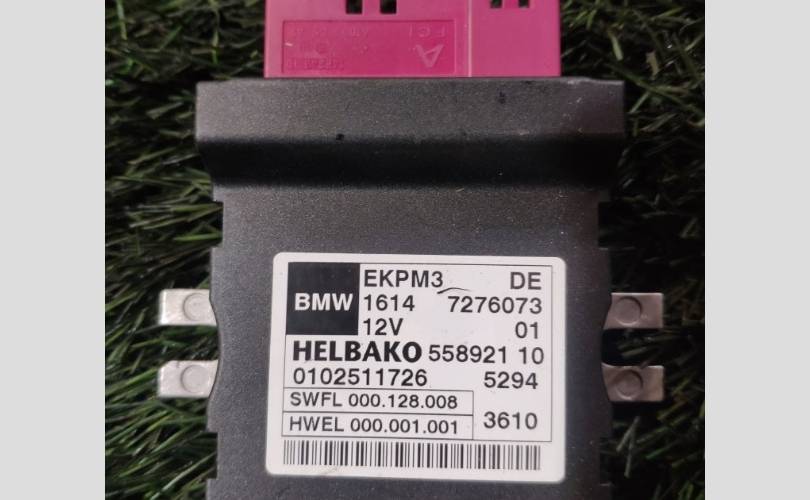 A
FCI
EKPM3 DE
BMW 1614 7276073
12V 01
HELBAKO 558921 10
0102511726 5294
SWFL 000.128.008
HWEL 000.001.001 3610